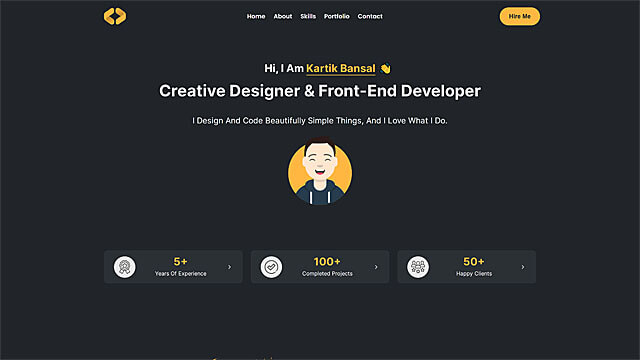 Home About Skills Portfolio Contact
Hire Me
Hi, I Am Kartik Bansal 👋
Creative Designer & Front-End Developer
I Design And Code Beautifully Simple Things, And I Love What I Do.
5+
Years Of Experience
100+
Completed Projects
50+
Happy Clients